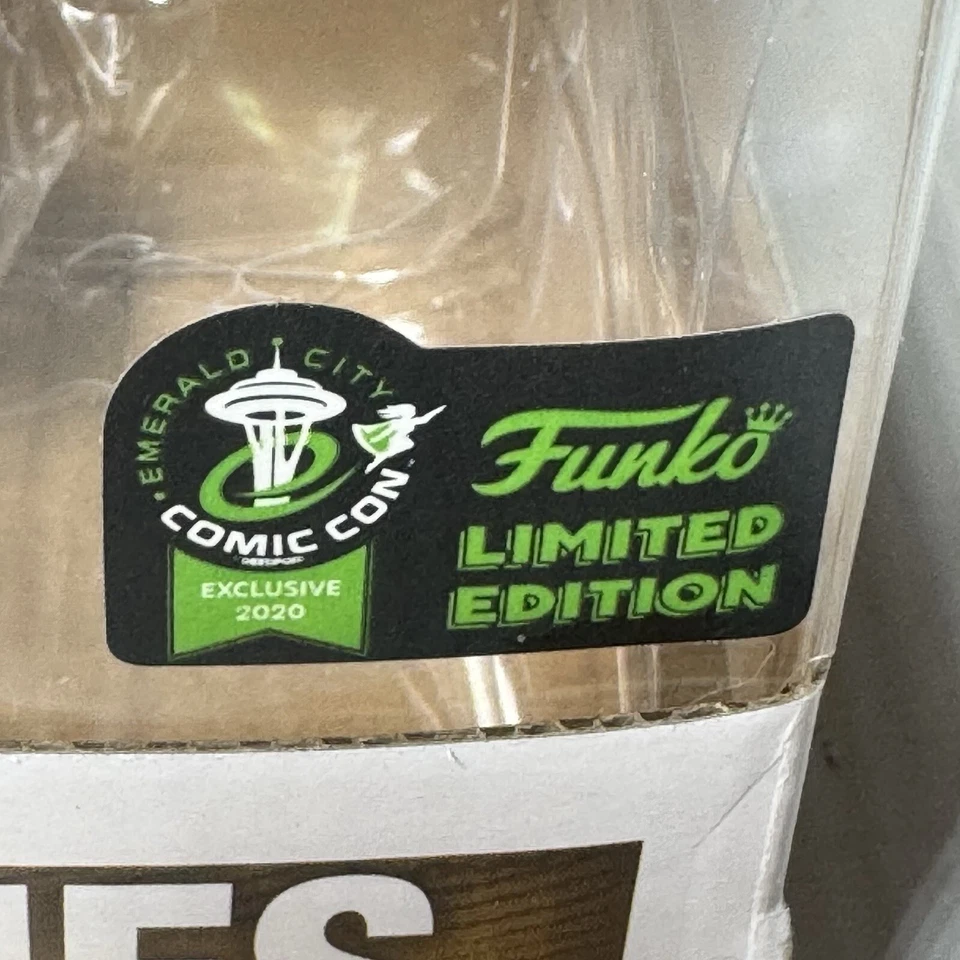 EMERALD CITY
COMIC CON
EXCLUSIVE
2020
Funko
LIMITED
EDITION